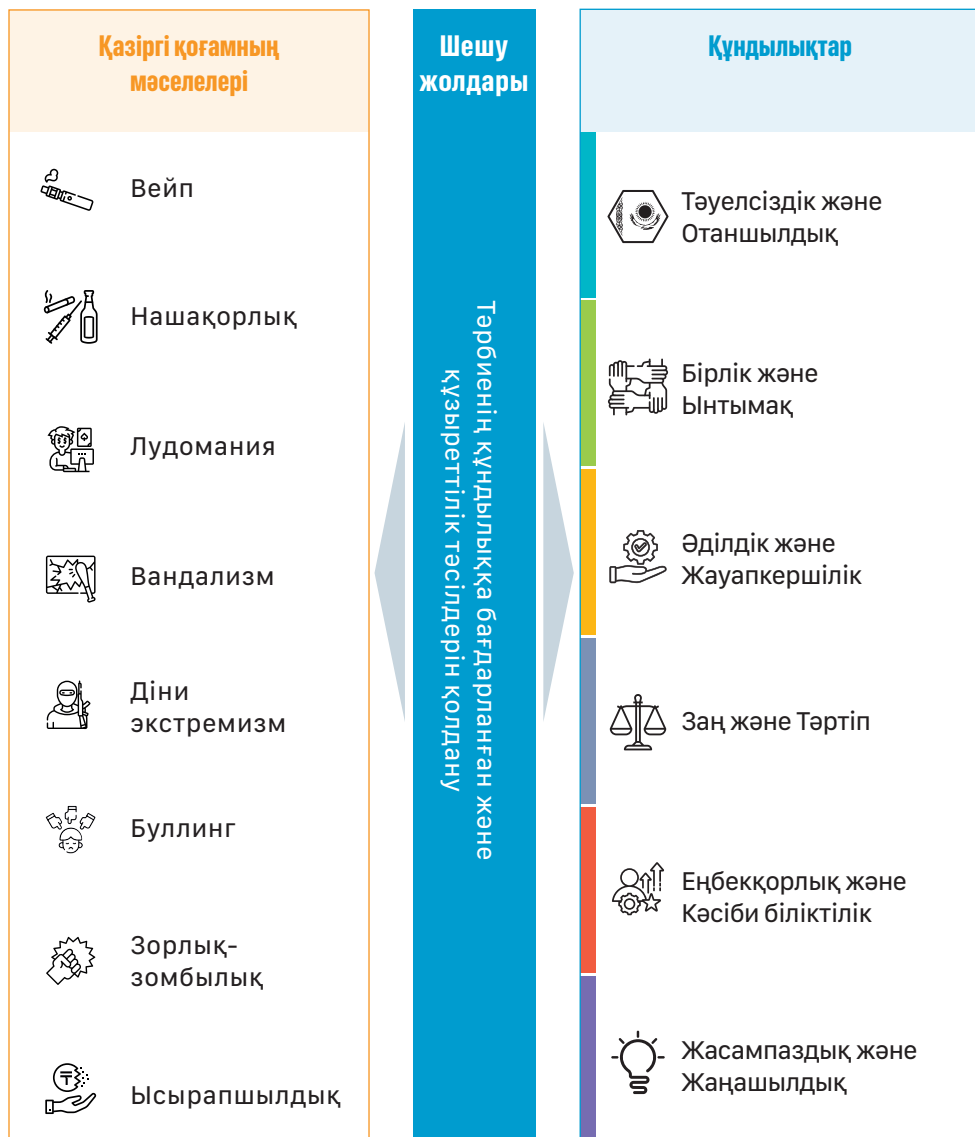 Қазіргі қоғамның
мәселелері
Вейп
Нашақорлық
Лудомания
Вандализм
Діни
экстремизм
Буллинг
Зорлық-
зомбылық
Ысырапшылдық
Шешу
жолдары
Тәрбиенің құндылыққа бағдарланған және
құзыреттілік тәсілдерін қолдану
Құндылықтар
Тәуелсіздік және
Отаншылдық
Бірлік және
Ынтымақ
Әділдік және
Жауапкершілік
Заң және Тәртіп
Еңбекқорлық және
Кәсіби біліктілік
Жасампаздық және
Жаңашылдық